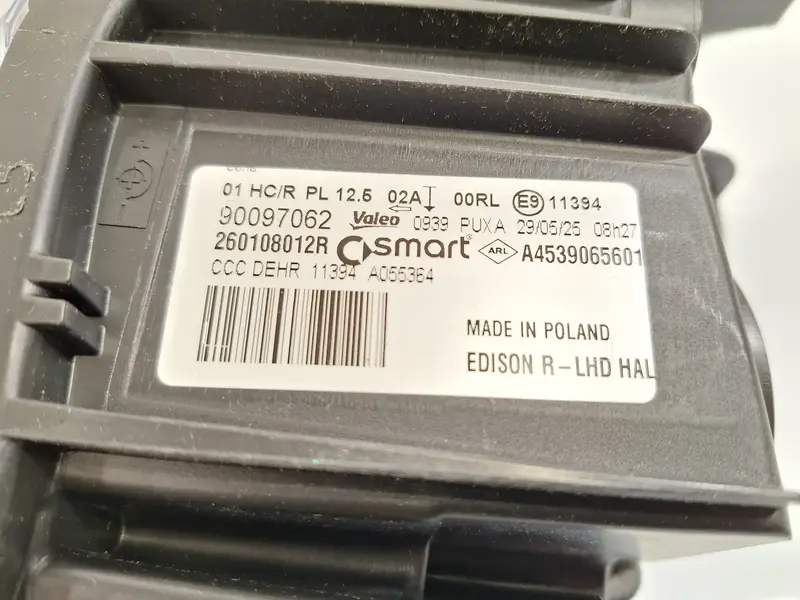 01 HC/R PL 12.5 02A 00RL E9 11394
90097062 Valeo 0939 PUXA 29/05/25 08h27
260108012R smart ARL A4539065601
CCC DEHR 11394 A055364
MADE IN POLAND
EDISON R-LHD HAL